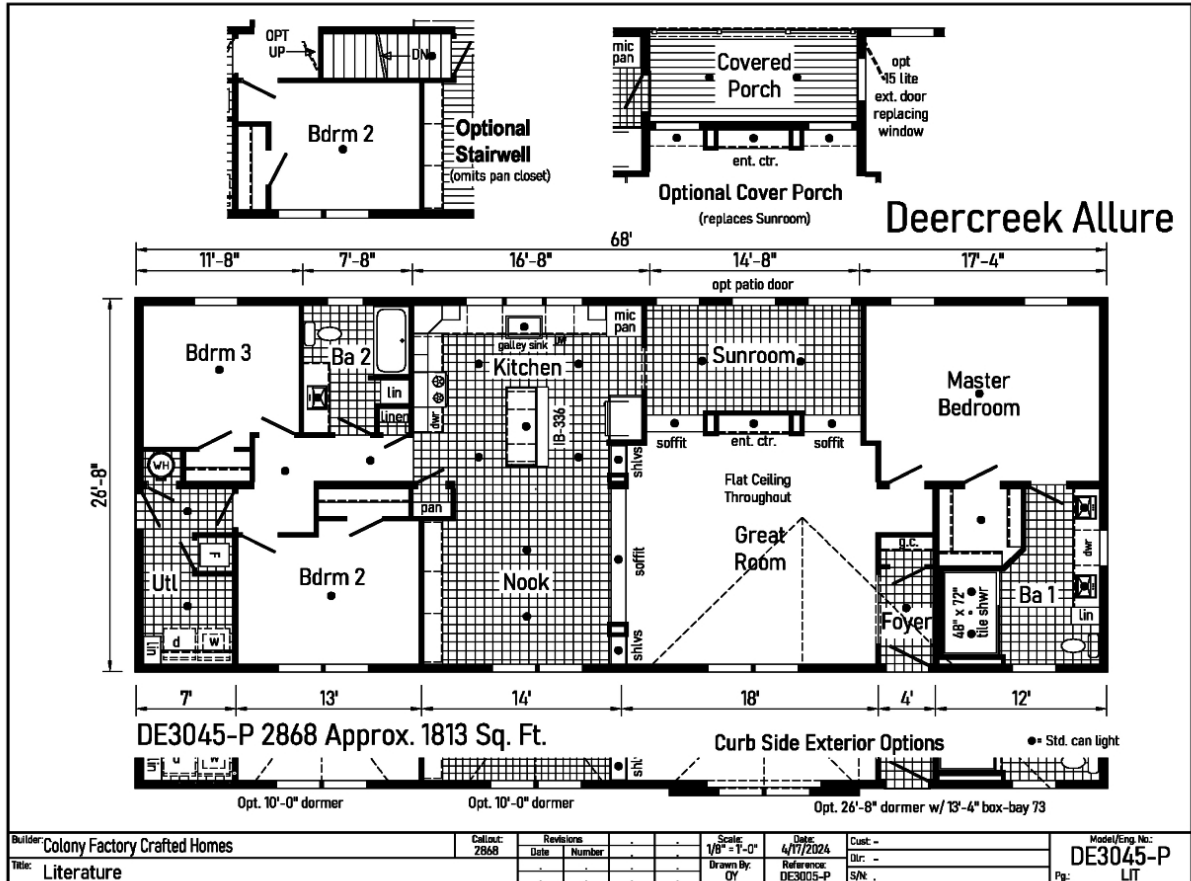 OPT
UP
DN
Bdrm 2
Optional
Stairwell
(omits pan closet)
mic
pan
Covered
Porch
opt
15 lite
ext. door
replacing
window
ent. ctr.
Optional Cover Porch
(replaces Sunroom)
Deercreek Allure
68'
11'-8" 7'-8" 16'-8" 14'-8" 17'-4"
opt patio door
26'-8"
Bdrm 3
Ba 2
lin
linen
galley sink
Kitchen
dwr
IB-336
mic
pan
Sunroom
soffit
ent. ctr.
soffit
Master
Bedroom
WH
shlvs
Flat Ceiling
Throughout
pan
Great
Room
g.c.
F
Utl
Bdrm 2
Nook
soffit
Foyer
48" x 72"
tile shwr
Ba 1
dwr
lin
lin
d
w
shlvs
7' 13' 14' 18' 4' 12'
DE3045-P 2868 Approx. 1813 Sq. Ft.
Curb Side Exterior Options
= Std. can light
Opt. 10'-0" dormer
Opt. 10'-0" dormer
Opt. 26'-8" dormer w/ 13'-4" box-bay 73
Builder: Colony Factory Crafted Homes
Title: Literature
Callout:
2868
Revisions
Date Number
Scale:
1/8" = 1'-0"
Drawn By:
OY
Date:
4/17/2024
Reference:
DE3005-P
Cust: -
Dlr: -
S/N: .
Model/Eng. No.:
DE3045-P
Pg.: LIT